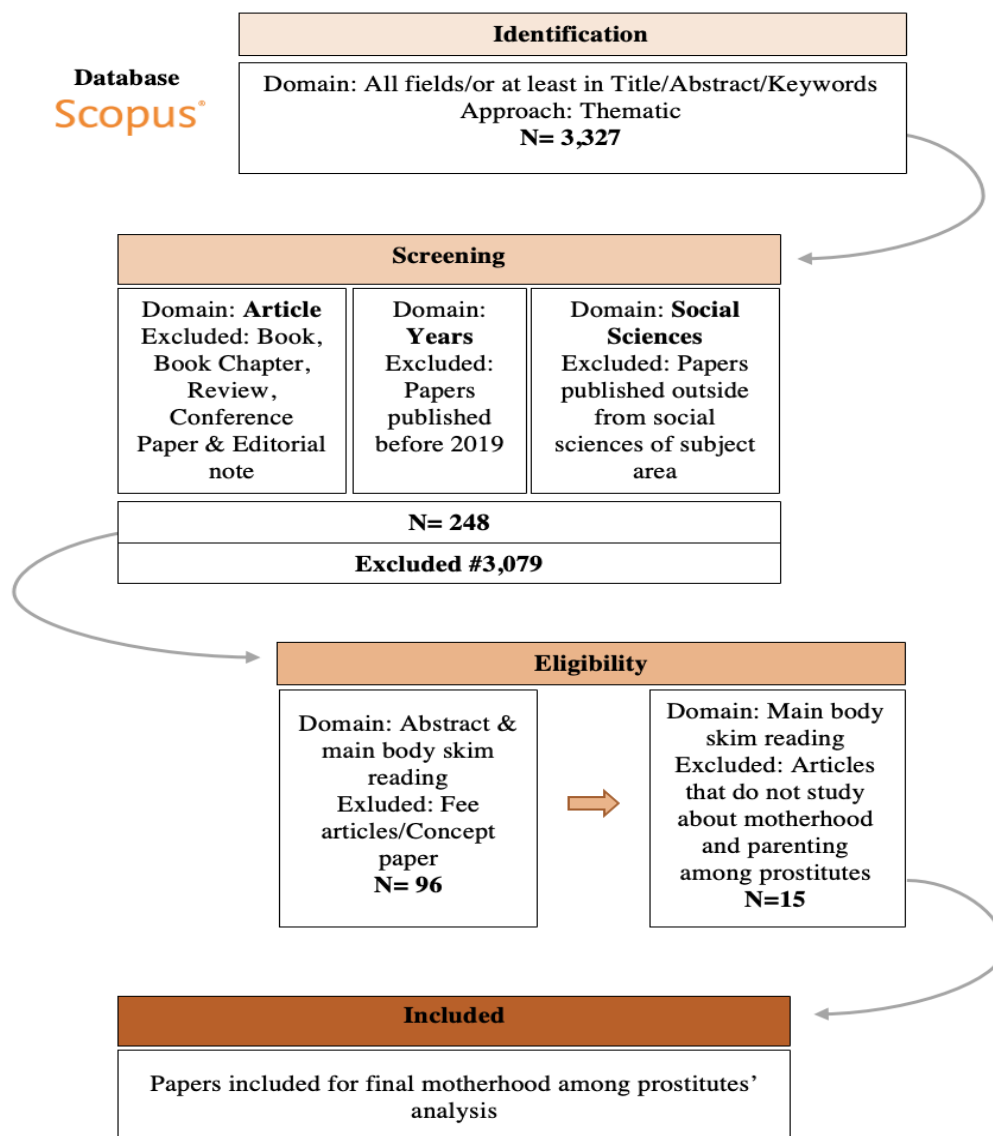 Identification
Database
Scopus®
Domain: All fields/or at least in Title/Abstract/Keywords
Approach: Thematic
N= 3,327
Screening
Domain: Article
Excluded: Book,
Book Chapter,
Review,
Conference
Paper & Editorial
note
Domain:
Years
Excluded:
Papers
published
before 2019
Domain: Social
Sciences
Excluded: Papers
published outside
from social
sciences of subject
area
N= 248
Excluded #3,079
Eligibility
Domain: Abstract &
main body skim
reading
Exluded: Fee
articles/Concept
paper
N= 96
Domain: Main body
skim reading
Excluded: Articles
that do not study
about motherhood
and parenting
among prostitutes
N=15
Included
Papers included for final motherhood among prostitutes’
analysis